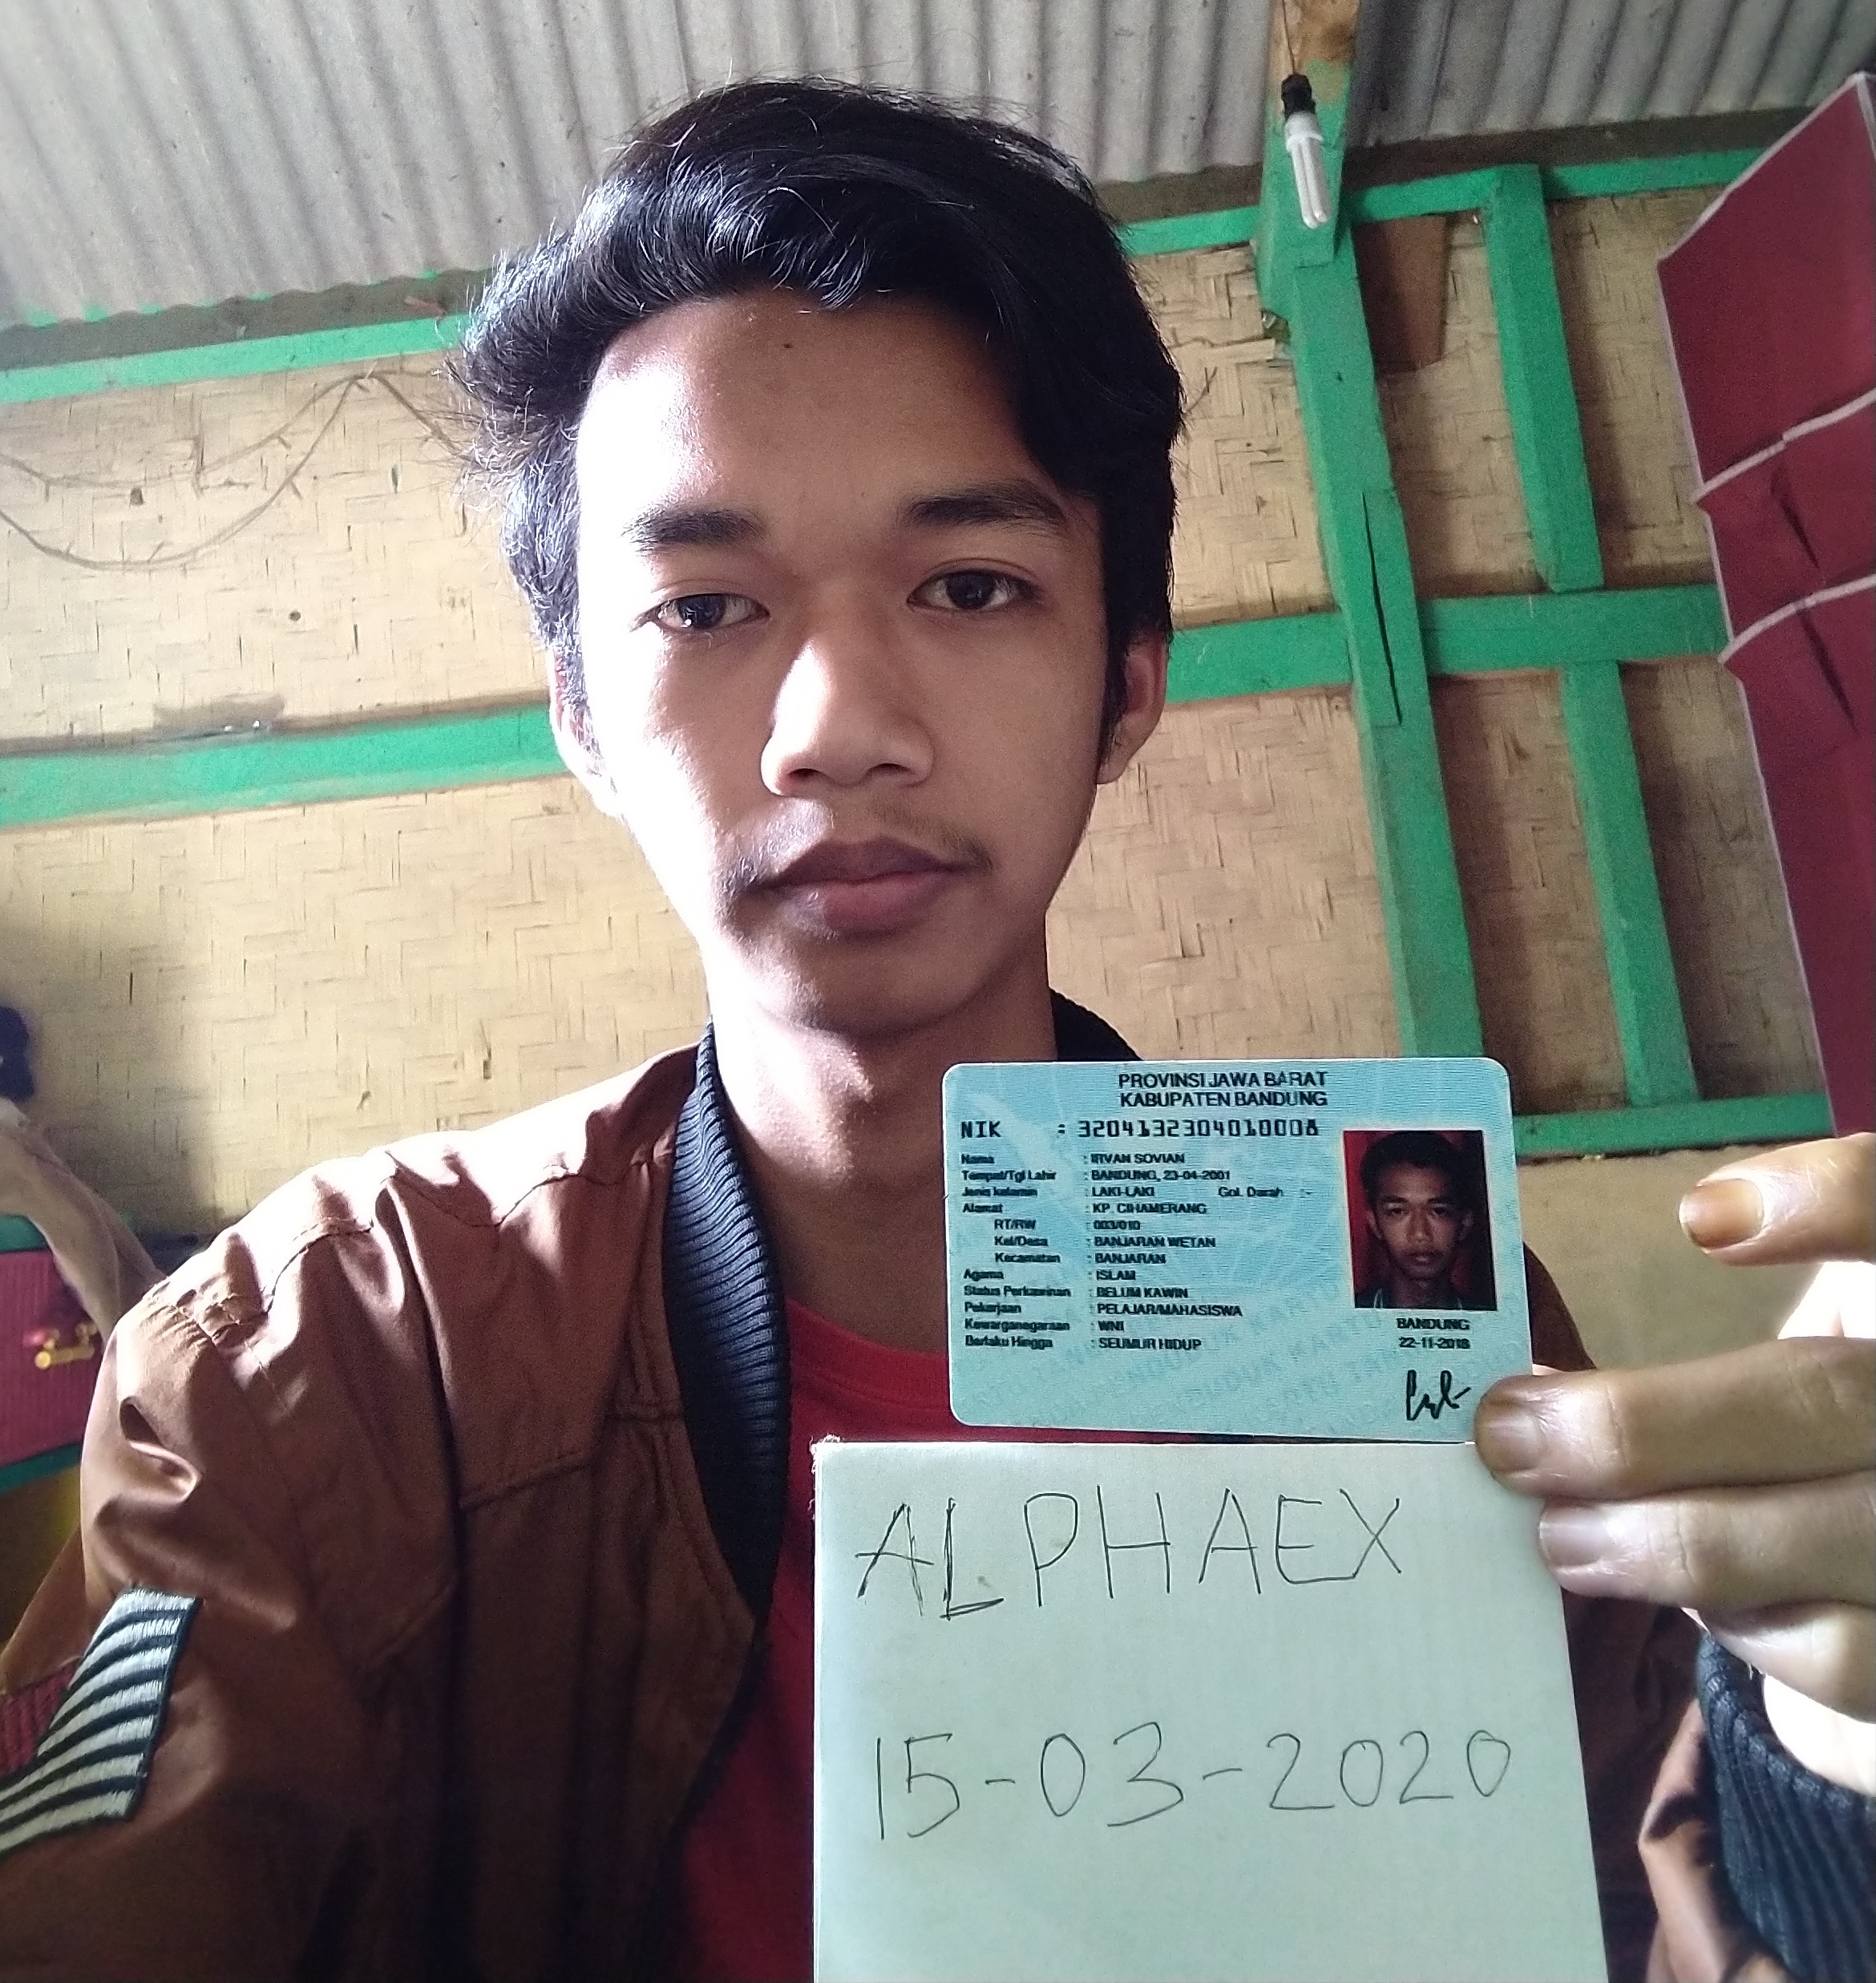 PROVINSI JAWA BARAT
KABUPATEN BANDUNG
NIK : 3204132304010008
Nama : IRVAN SOVIAN
Tempat/Tgl Lahir : BANDUNG, 23-04-2001
Jenis kelamin : LAKI-LAKI Gol. Darah :-
Alamat : KP. CIHAMERANG
RT/RW : 003/010
Kel/Desa : BANJARAN WETAN
Kecamatan : BANJARAN
Agama : ISLAM
Status Perkawinan : BELUM KAWIN
Pekerjaan : PELAJAR/MAHASISWA
Kewarganegaraan : WNI
Berlaku Hingga : SEUMUR HIDUP
BANDUNG
22-11-2018
ALPHAEX
15-03-2020